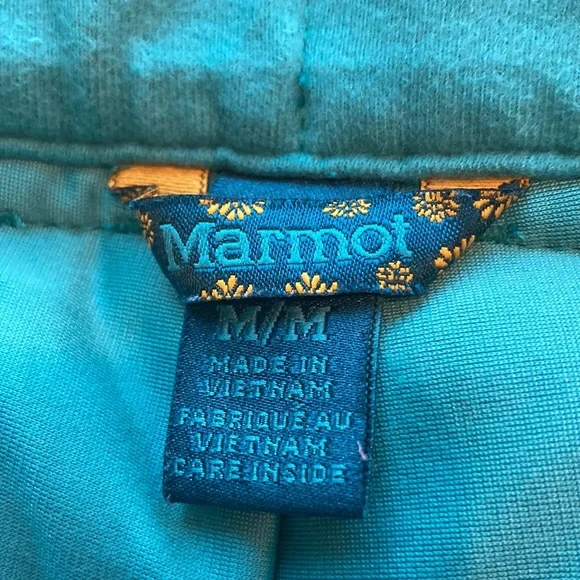 Marmot
M/M
MADE IN
VIETNAM
FABRIQUÉ AU
VIETNAM
CARE INSIDE